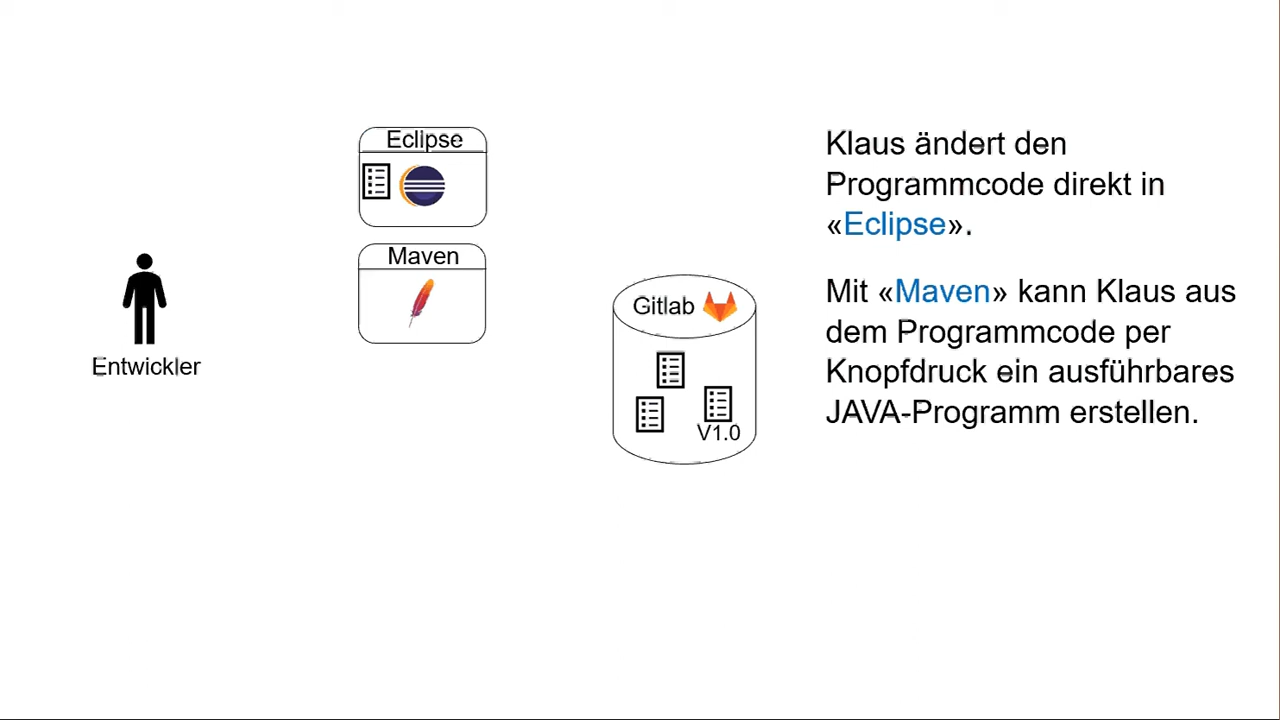 Eclipse
Maven
Entwickler
Gitlab
V1.0
Klaus ändert den
Programmcode direkt in
«Eclipse».
Mit «Maven» kann Klaus aus
dem Programmcode per
Knopfdruck ein ausführbares
JAVA-Programm erstellen.